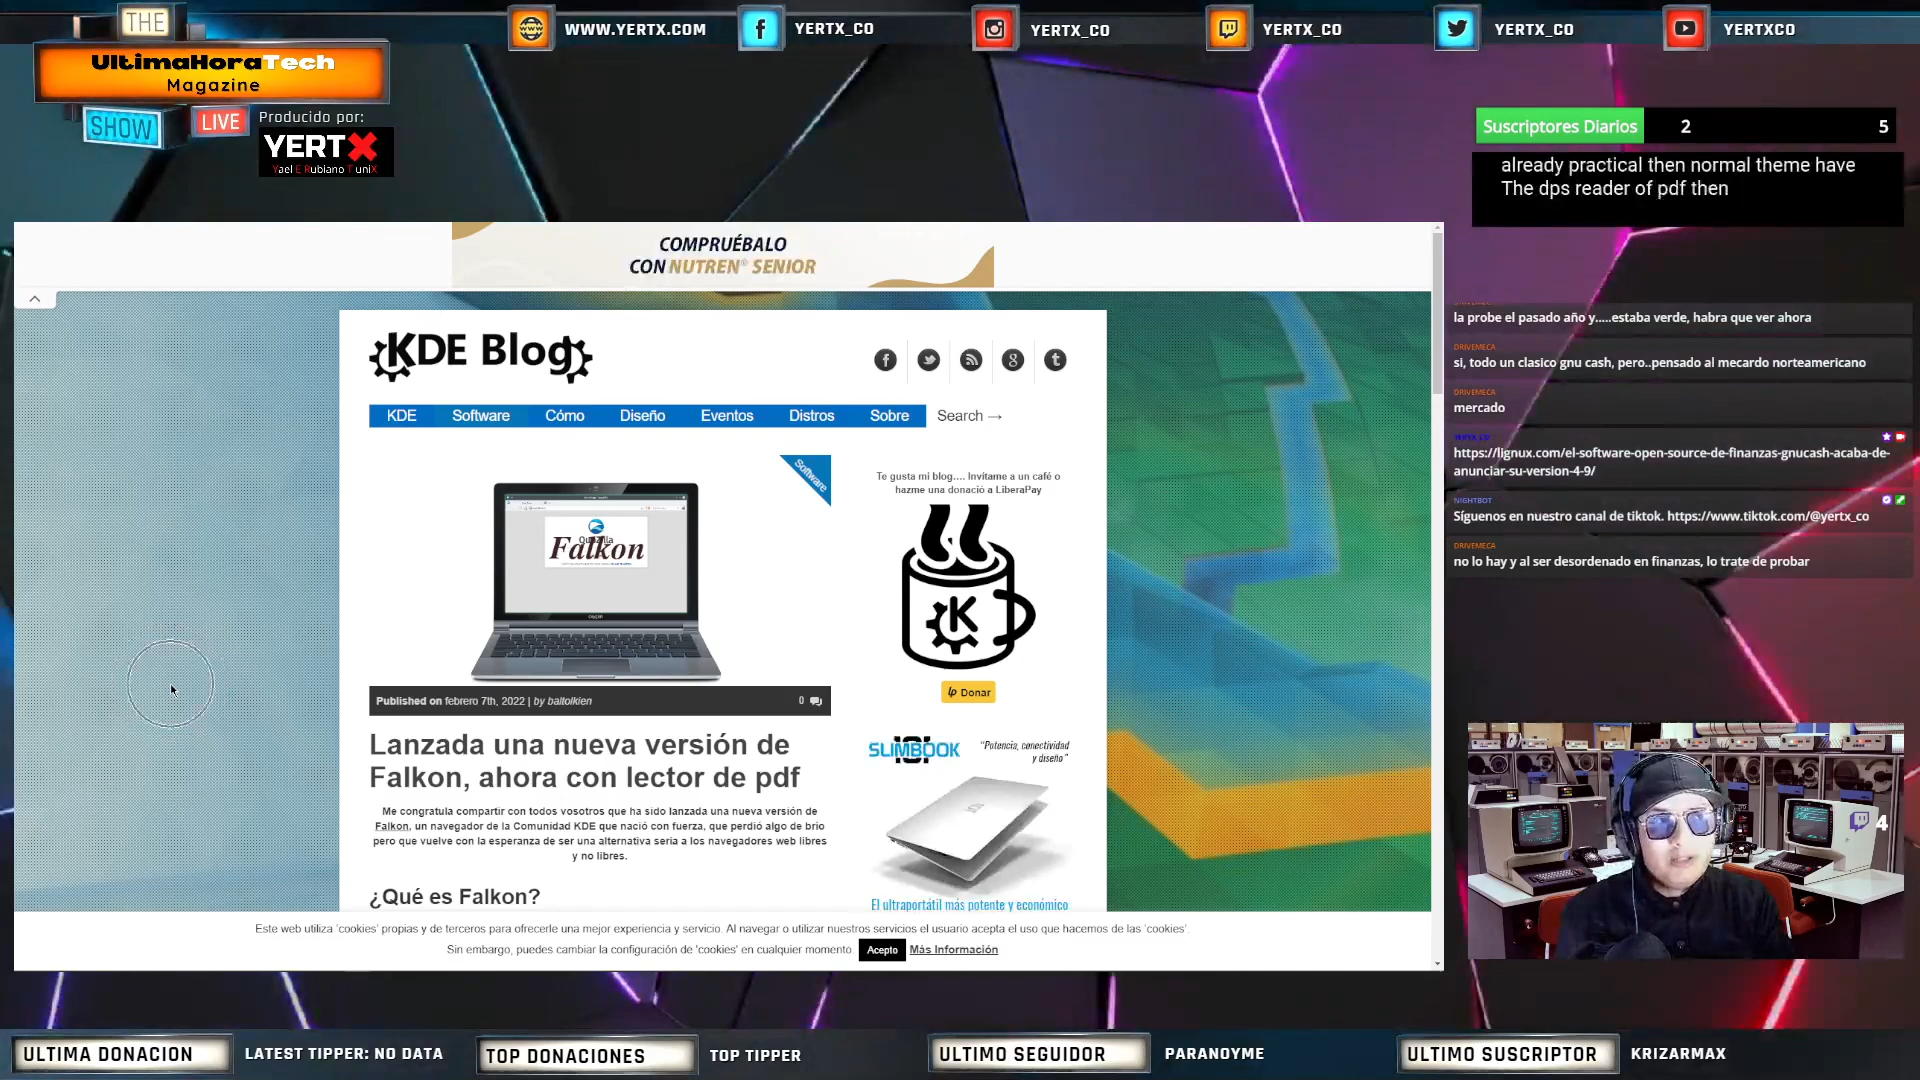 THE
UltimaHoraTech
Magazine
SHOW
LIVE
Producido por:
YERTX
Yael E Rubiano T uniX
WWW.YERTX.COM
YERTX_CO
YERTX_CO
YERTX_CO
YERTX_CO
YERTXCO
Suscriptores Diarios
2
5
already practical then normal theme have
The dps reader of pdf then
COMPRUÉBALO
CON NUTREN® SENIOR
KDE Blog
KDE
Software
Cómo
Diseño
Eventos
Distros
Sobre
Search →
Software
Falkon
Published on febrero 7th, 2022 | by baltolkien
0
Lanzada una nueva versión de
Falkon, ahora con lector de pdf
Me congratula compartir con todos vosotros que ha sido lanzada una nueva versión de
Falkon, un navegador de la Comunidad KDE que nació con fuerza, que perdió algo de brio
pero que vuelve con la esperanza de ser una alternativa seria a los navegadores web libres
y no libres.
¿Qué es Falkon?
Te gusta mi blog.... Invítame a un café o
hazme una donació a LiberaPay
K
Donar
SLIMBOOK
"Potencia, conectividad
y diseño"
El ultraportátil más potente y económico
Este web utiliza 'cookies' propias y de terceros para ofrecerle una mejor experiencia y servicio. Al navegar o utilizar nuestros servicios el usuario acepta el uso que hacemos de las 'cookies'.
Sin embargo, puedes cambiar la configuración de 'cookies' en cualquier momento.
Acepto
Más Información
la probe el pasado año y.....estaba verde, habra que ver ahora
DRIVEMECA
si, todo un clasico gnu cash, pero..pensado al mecardo norteamericano
DRIVEMECA
mercado
YERTX_CO
https://lignux.com/el-software-open-source-de-finanzas-gnucash-acaba-de-
anunciar-su-version-4-9/
NIGHTBOT
Síguenos en nuestro canal de tiktok. https://www.tiktok.com/@yertx_co
DRIVEMECA
no lo hay y al ser desordenado en finanzas, lo trate de probar
4
ULTIMA DONACION
LATEST TIPPER: NO DATA
TOP DONACIONES
TOP TIPPER
ULTIMO SEGUIDOR
PARANOYME
ULTIMO SUSCRIPTOR
KRIZARMAX